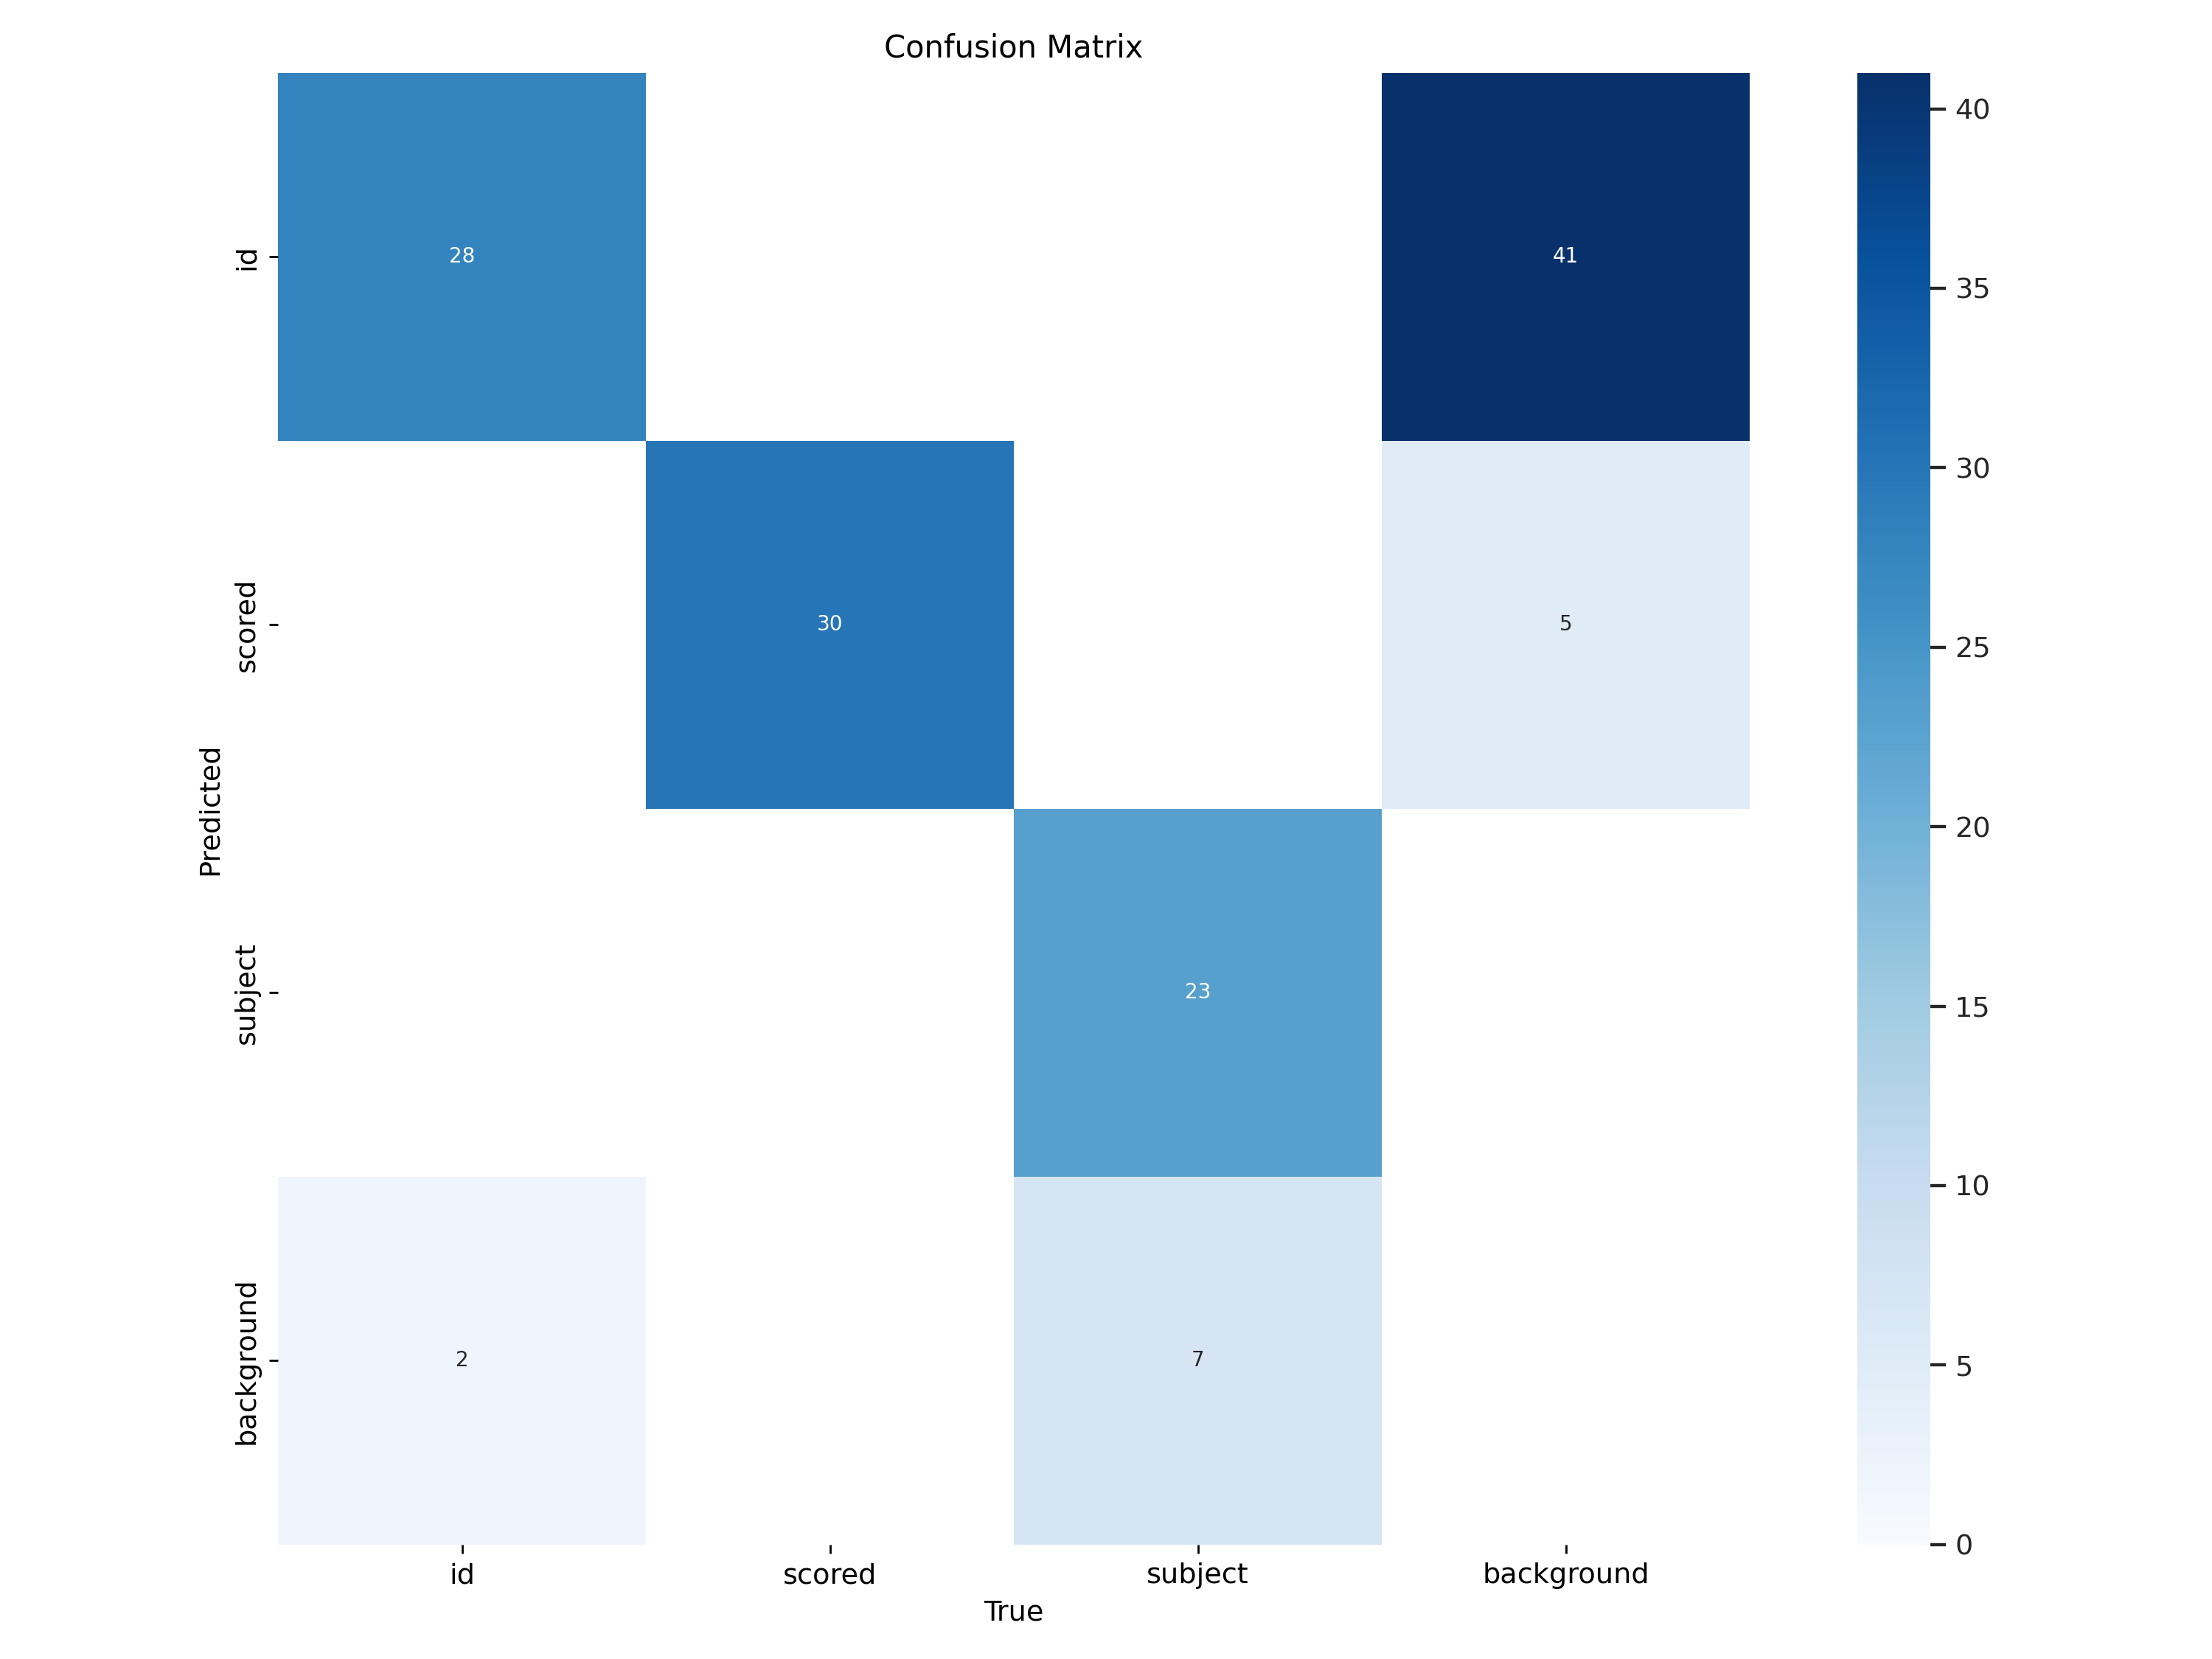 Confusion Matrix
id
28
41
scored
30
5
Predicted
subject
23
background
2
7
id scored subject background
True
40
35
30
25
20
15
10
5
0